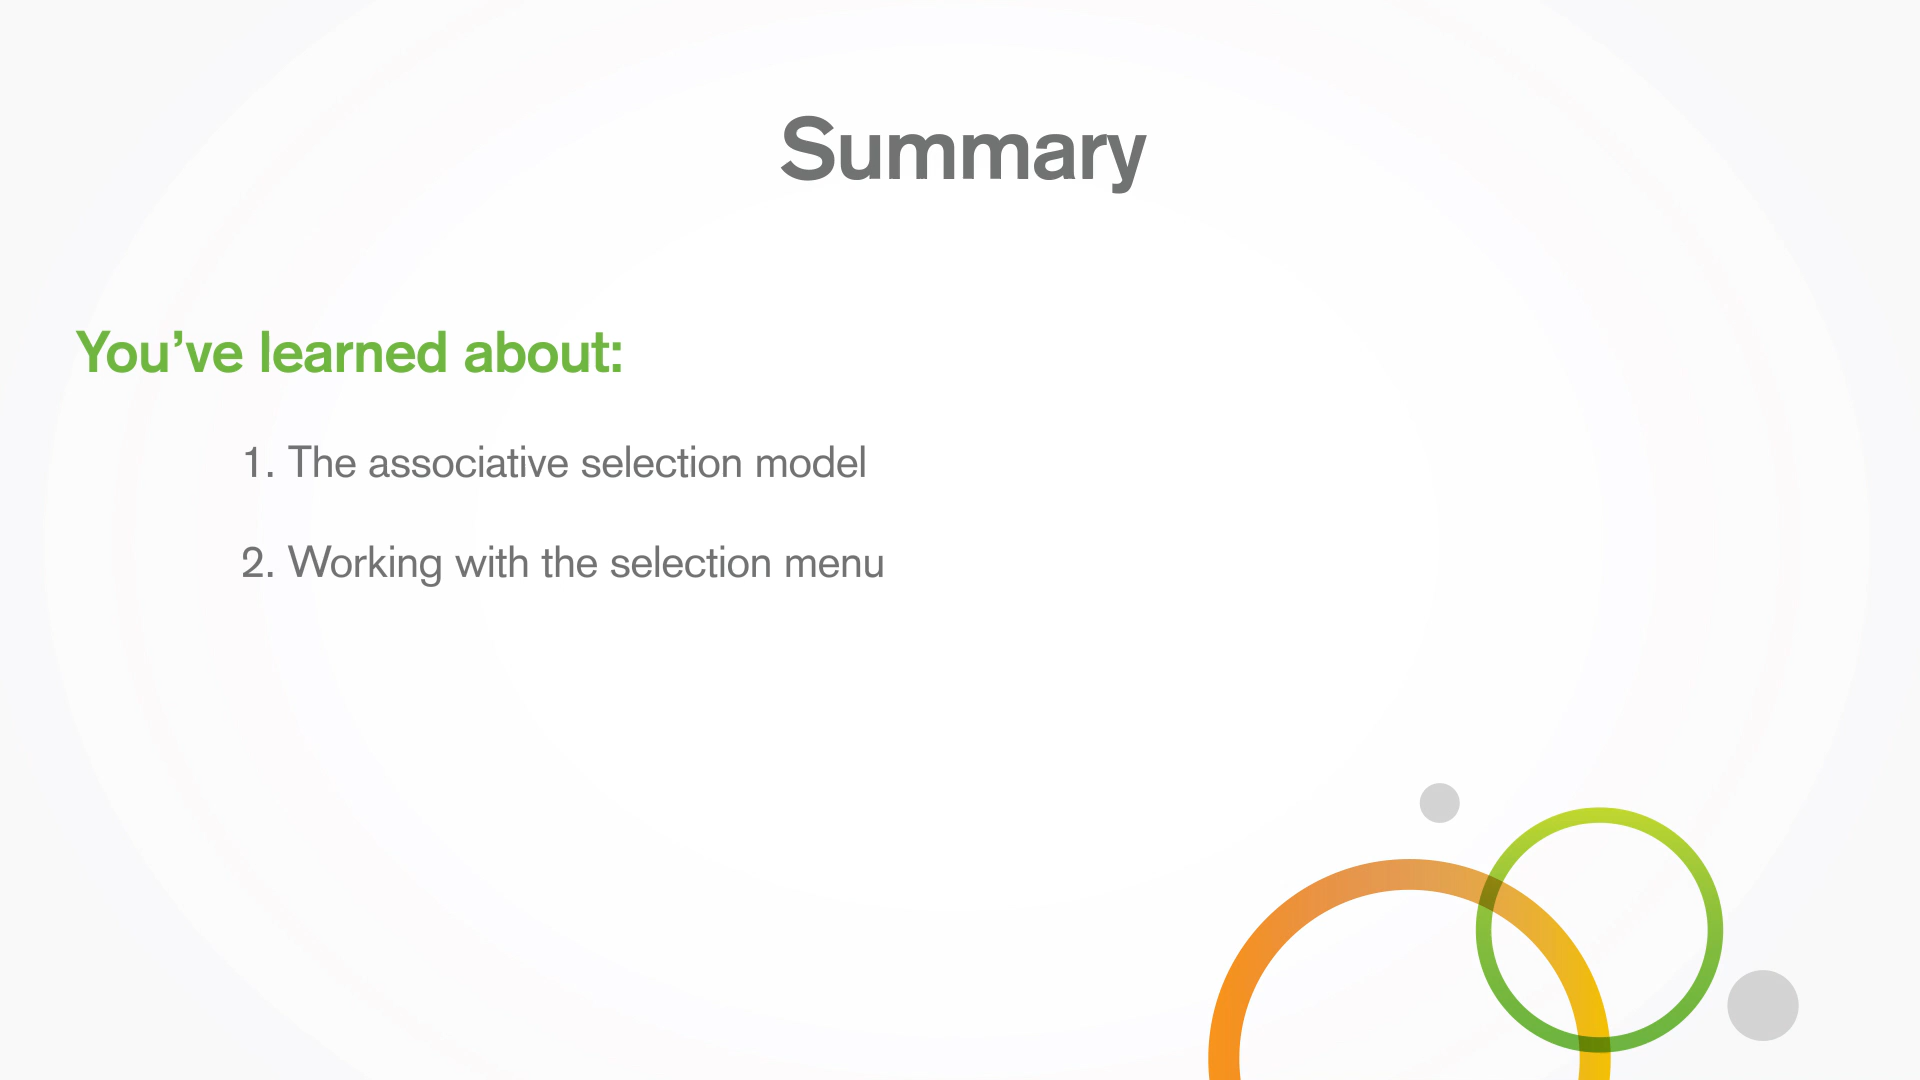 Summary
You’ve learned about:
1. The associative selection model
2. Working with the selection menu